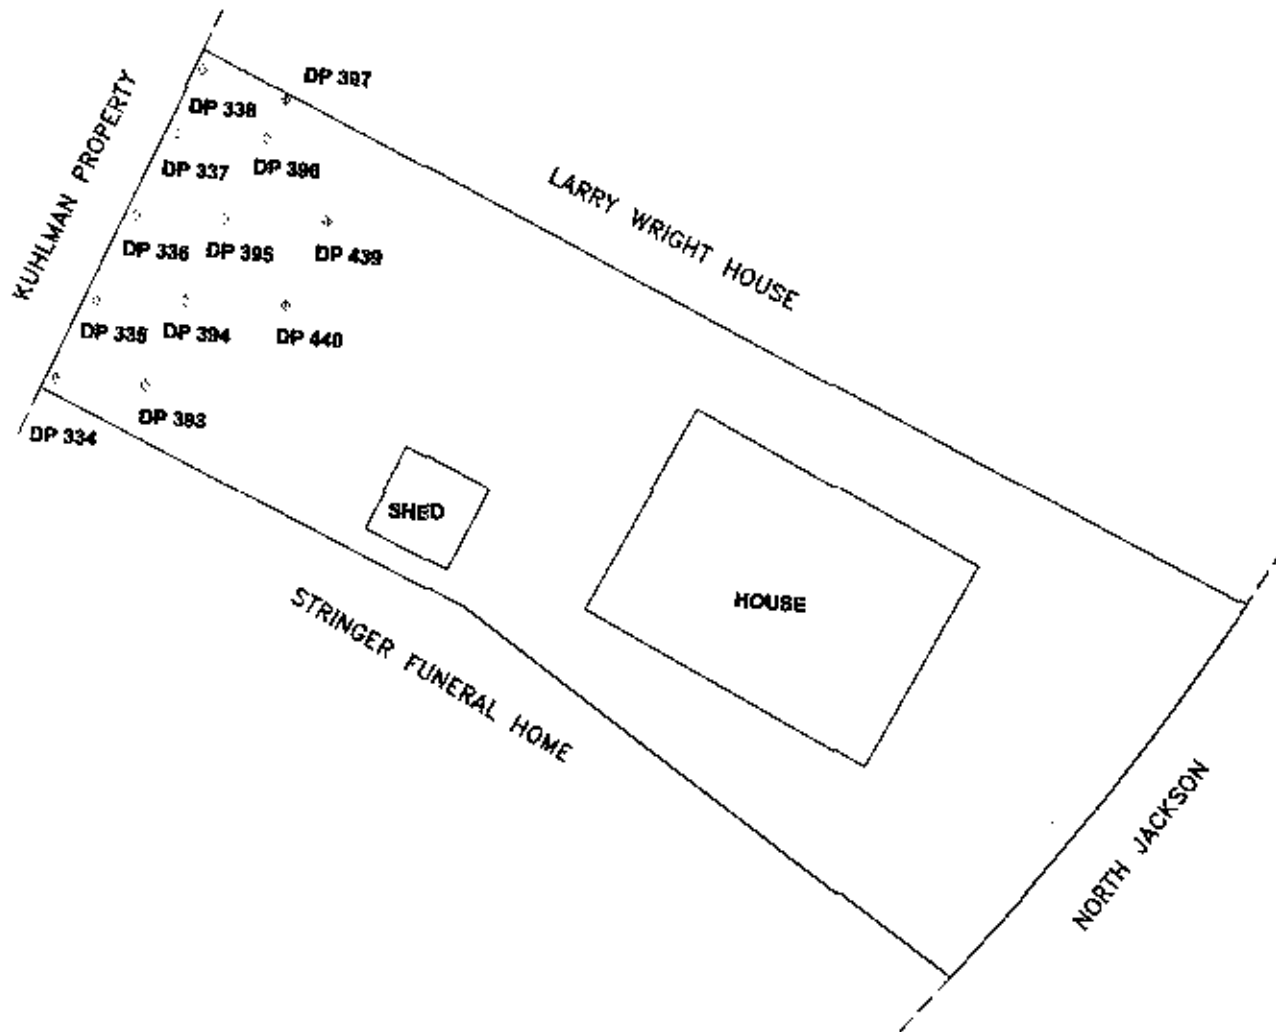 DP 397
DP 338
KUHLMAN PROPERTY
DP 337
DP 396
LARRY WRIGHT HOUSE
DP 336
DP 395
DP 439
DP 335
DP 394
DP 440
DP 393
DP 334
SHED
HOUSE
STRINGER FUNERAL HOME
NORTH JACKSON